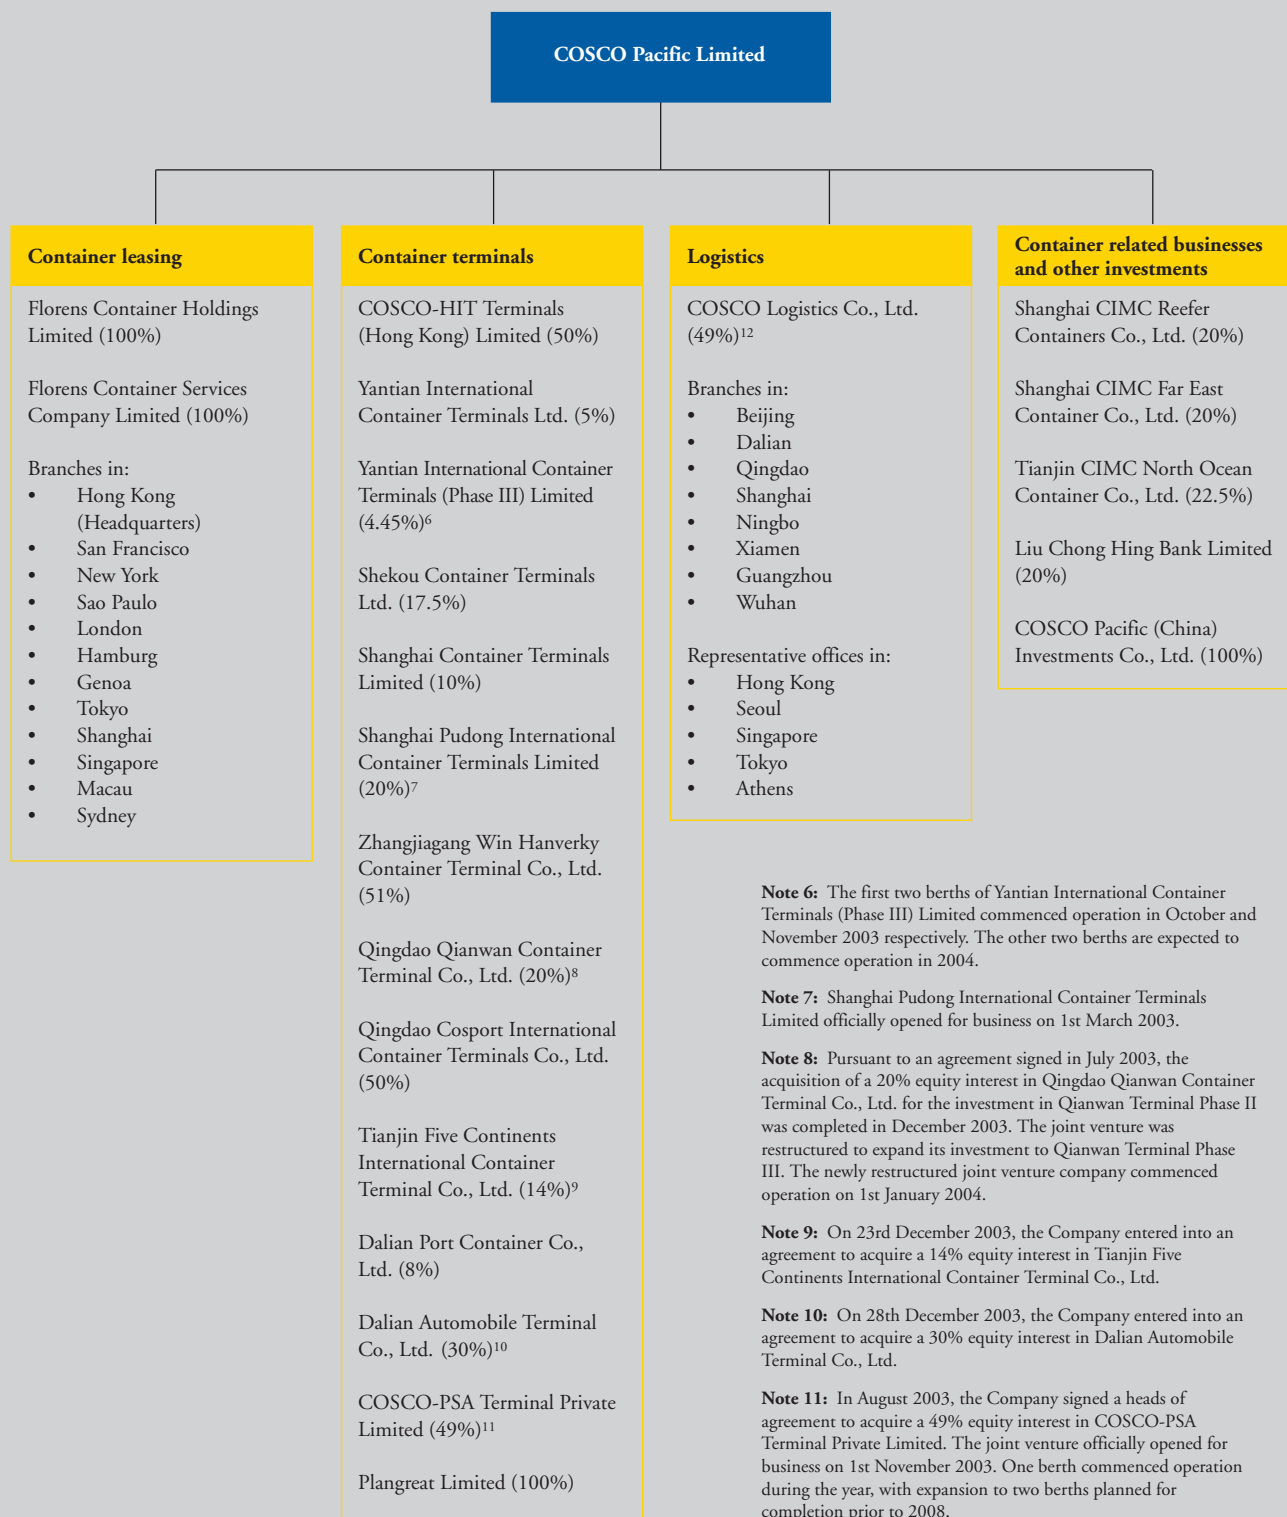 COSCO Pacific Limited
Container leasing
Florens Container Holdings
Limited (100%)
Florens Container Services
Company Limited (100%)
Branches in:
• Hong Kong
(Headquarters)
• San Francisco
• New York
• Sao Paulo
• London
• Hamburg
• Genoa
• Tokyo
• Shanghai
• Singapore
• Macau
• Sydney
Container terminals
COSCO-HIT Terminals
(Hong Kong) Limited (50%)
Yantian International
Container Terminals Ltd. (5%)
Yantian International Container
Terminals (Phase III) Limited
(4.45%)⁶
Shekou Container Terminals
Ltd. (17.5%)
Shanghai Container Terminals
Limited (10%)
Shanghai Pudong International
Container Terminals Limited
(20%)⁷
Zhangjiagang Win Hanverky
Container Terminal Co., Ltd.
(51%)
Qingdao Qianwan Container
Terminal Co., Ltd. (20%)⁸
Qingdao Cosport International
Container Terminals Co., Ltd.
(50%)
Tianjin Five Continents
International Container
Terminal Co., Ltd. (14%)⁹
Dalian Port Container Co.,
Ltd. (8%)
Dalian Automobile Terminal
Co., Ltd. (30%)¹⁰
COSCO-PSA Terminal Private
Limited (49%)¹¹
Plangreat Limited (100%)
Logistics
COSCO Logistics Co., Ltd.
(49%)¹²
Branches in:
• Beijing
• Dalian
• Qingdao
• Shanghai
• Ningbo
• Xiamen
• Guangzhou
• Wuhan
Representative offices in:
• Hong Kong
• Seoul
• Singapore
• Tokyo
• Athens
Container related businesses
and other investments
Shanghai CIMC Reefer
Containers Co., Ltd. (20%)
Shanghai CIMC Far East
Container Co., Ltd. (20%)
Tianjin CIMC North Ocean
Container Co., Ltd. (22.5%)
Liu Chong Hing Bank Limited
(20%)
COSCO Pacific (China)
Investments Co., Ltd. (100%)
Note 6: The first two berths of Yantian International Container
Terminals (Phase III) Limited commenced operation in October and
November 2003 respectively. The other two berths are expected to
commence operation in 2004.
Note 7: Shanghai Pudong International Container Terminals
Limited officially opened for business on 1st March 2003.
Note 8: Pursuant to an agreement signed in July 2003, the
acquisition of a 20% equity interest in Qingdao Qianwan Container
Terminal Co., Ltd. for the investment in Qianwan Terminal Phase II
was completed in December 2003. The joint venture was
restructured to expand its investment to Qianwan Terminal Phase
III. The newly restructured joint venture company commenced
operation on 1st January 2004.
Note 9: On 23rd December 2003, the Company entered into an
agreement to acquire a 14% equity interest in Tianjin Five
Continents International Container Terminal Co., Ltd.
Note 10: On 28th December 2003, the Company entered into an
agreement to acquire a 30% equity interest in Dalian Automobile
Terminal Co., Ltd.
Note 11: In August 2003, the Company signed a heads of
agreement to acquire a 49% equity interest in COSCO-PSA
Terminal Private Limited. The joint venture officially opened for
business on 1st November 2003. One berth commenced operation
during the year, with expansion to two berths planned for
completion prior to 2008.